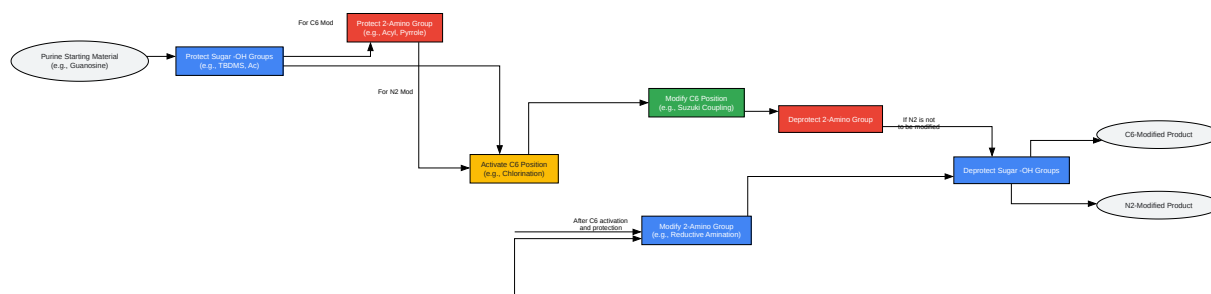 For C6 Mod
Protect 2-Amino Group
(e.g., Acyl, Pyrrole)
Purine Starting Material
(e.g., Guanosine)
Protect Sugar -OH Groups
(e.g., TBDMS, Ac)
For N2 Mod
Modify C6 Position
(e.g., Suzuki Coupling)
Deprotect 2-Amino Group
If N2 is not
to be modified
C6-Modified Product
Activate C6 Position
(e.g., Chlorination)
Deprotect Sugar -OH Groups
N2-Modified Product
After C6 activation
and protection
Modify 2-Amino Group
(e.g., Reductive Amination)